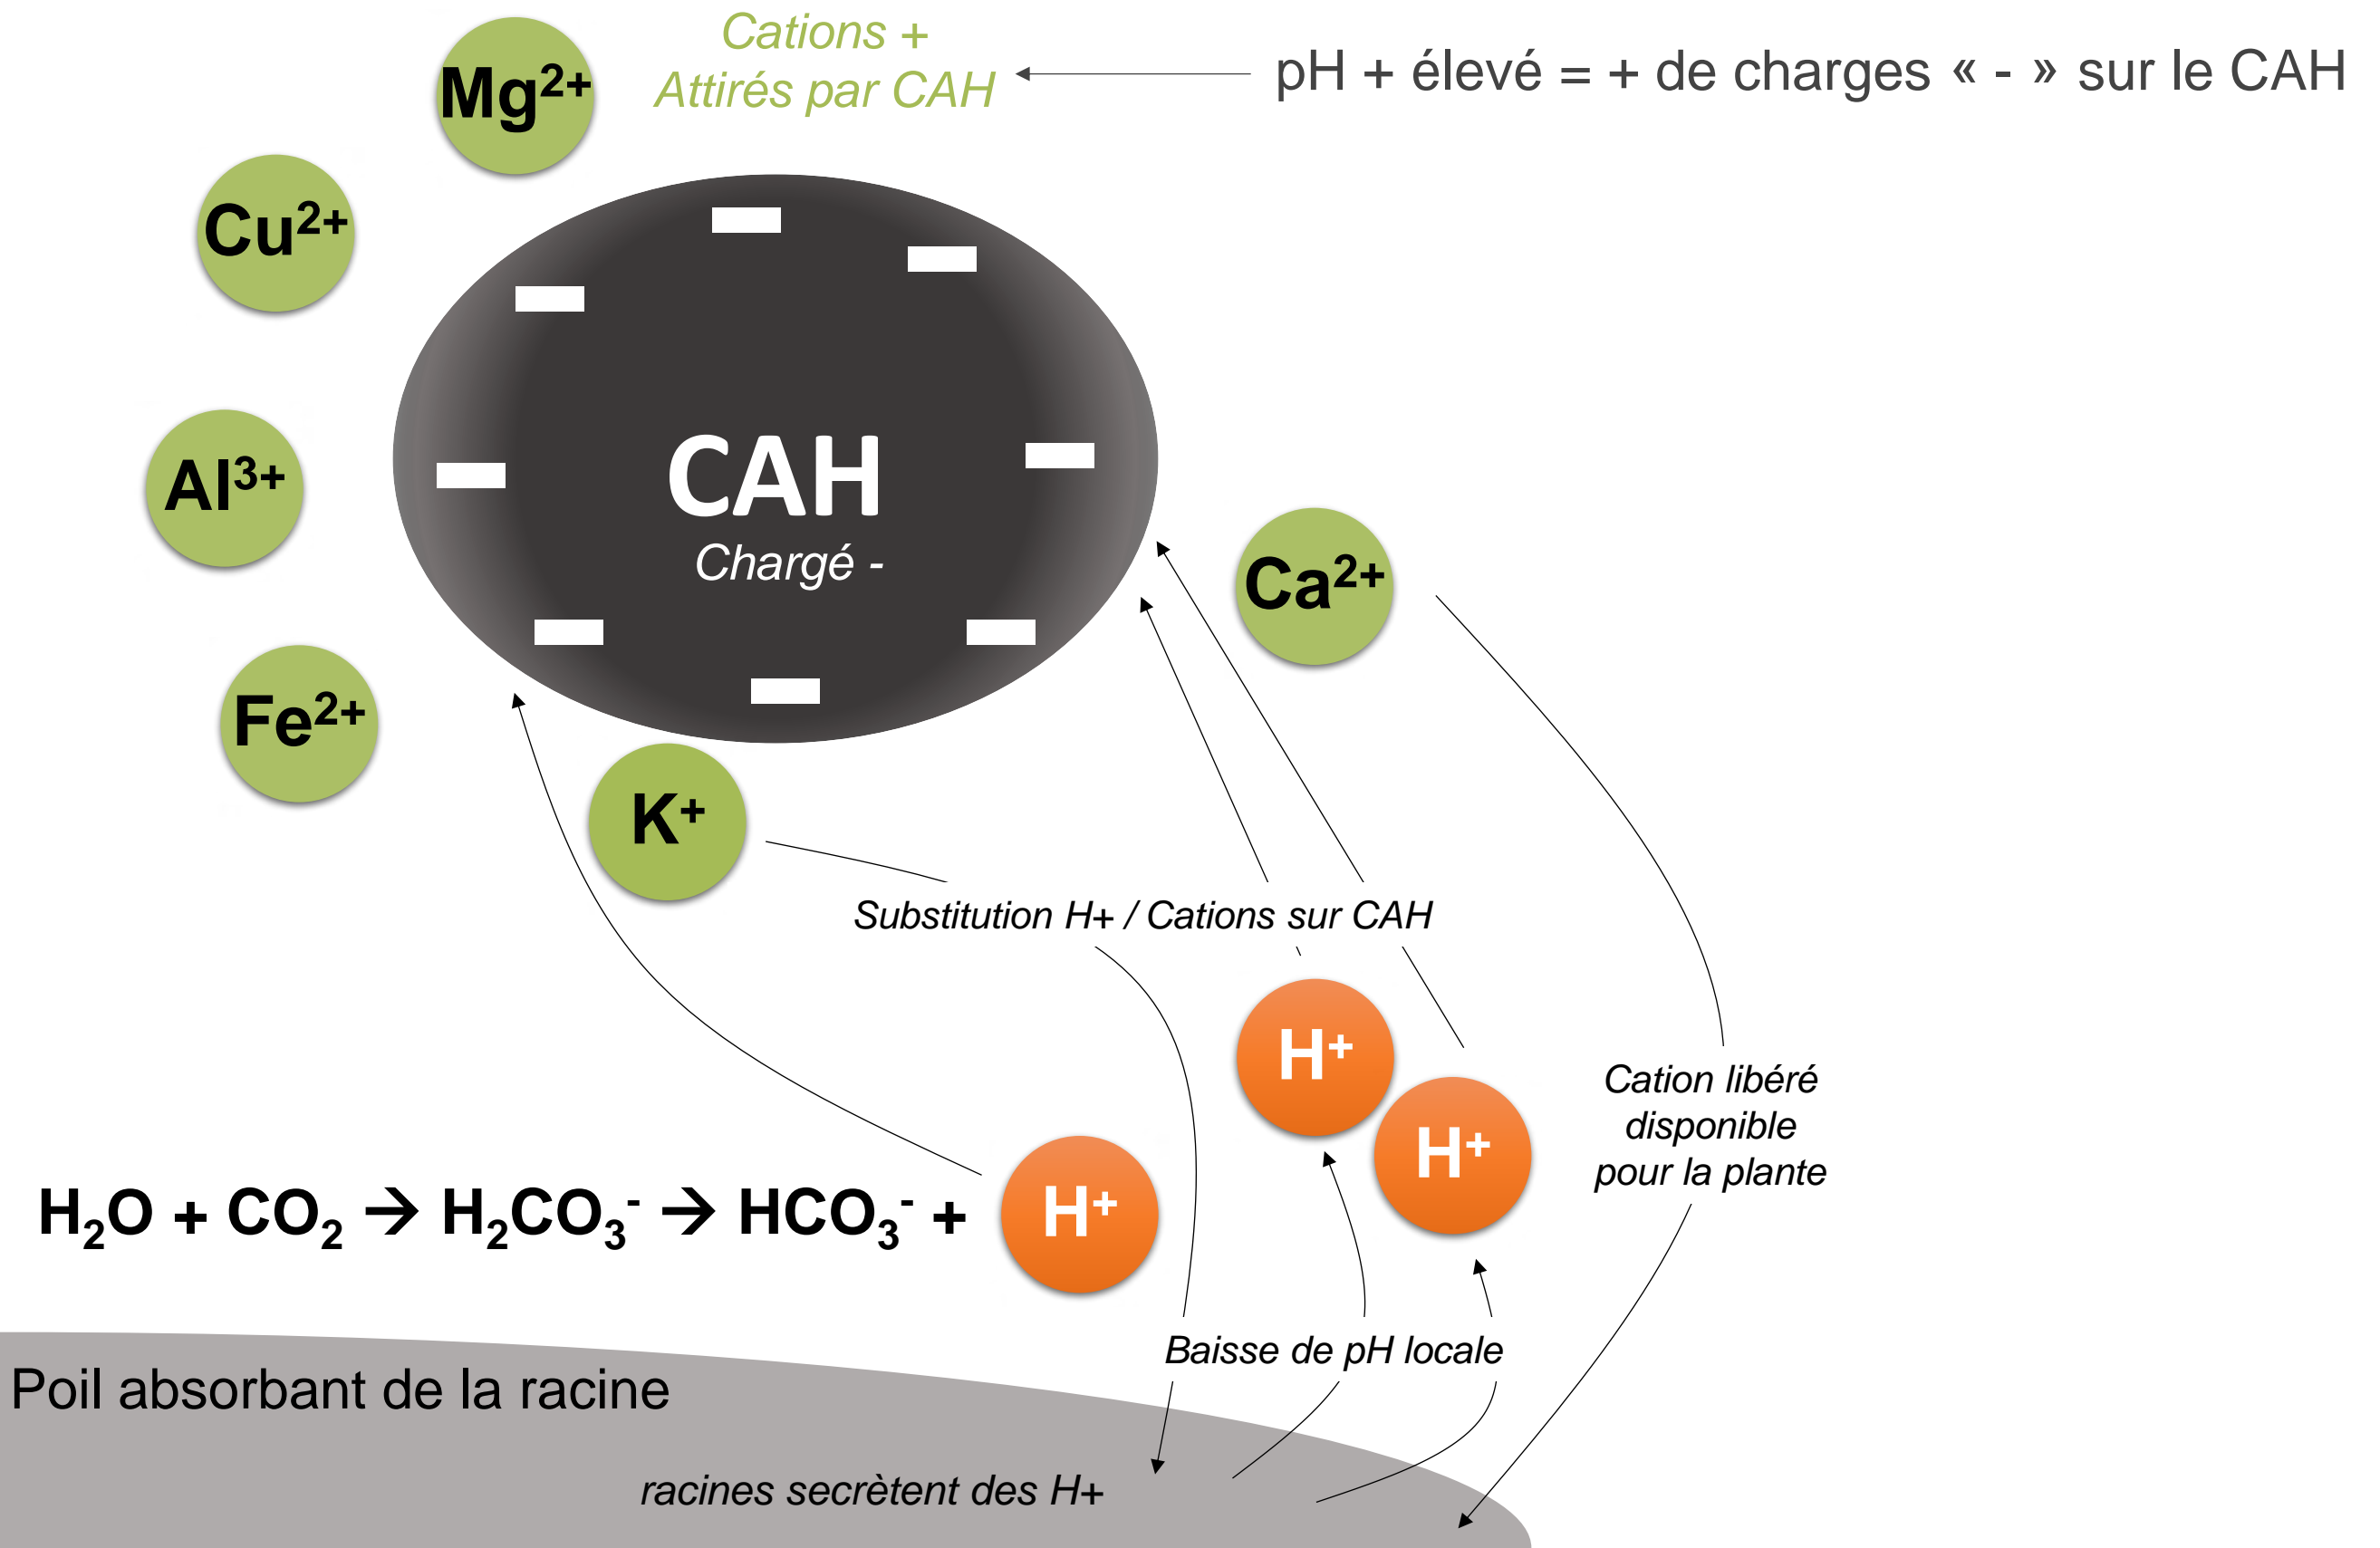 Cations +
Attirés par CAH
pH + élevé = + de charges « - » sur le CAH
Mg²⁺
Cu²⁺
Al³⁺
CAH
Chargé -
Ca²⁺
Fe²⁺
K⁺
Substitution H+ / Cations sur CAH
H⁺
H⁺
Cation libéré
disponible
pour la plante
H₂O + CO₂ → H₂CO₃⁻ → HCO₃⁻ + H⁺
Baisse de pH locale
Poil absorbant de la racine
racines secrètent des H+